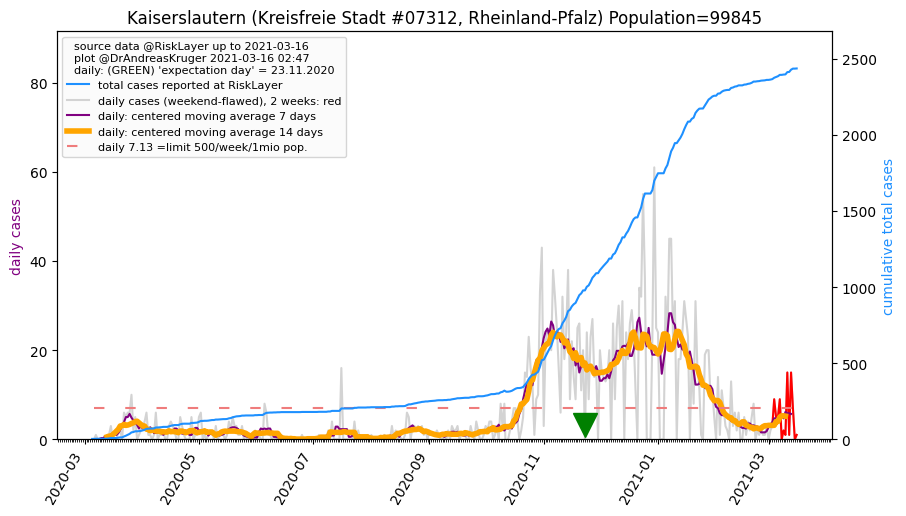 Kaiserslautern (Kreisfreie Stadt #07312, Rheinland-Pfalz) Population=99845
source data @RiskLayer up to 2021-03-16
plot @DrAndreasKruger 2021-03-16 02:47
daily: (GREEN) 'expectation day' = 23.11.2020
total cases reported at RiskLayer
daily cases (weekend-flawed), 2 weeks: red
daily: centered moving average 7 days
daily: centered moving average 14 days
daily 7.13 =limit 500/week/1mio pop.
daily cases
80
60
40
20
0
cumulative total cases
2500
2000
1500
1000
500
0
2020-03
2020-05
2020-07
2020-09
2020-11
2021-01
2021-03